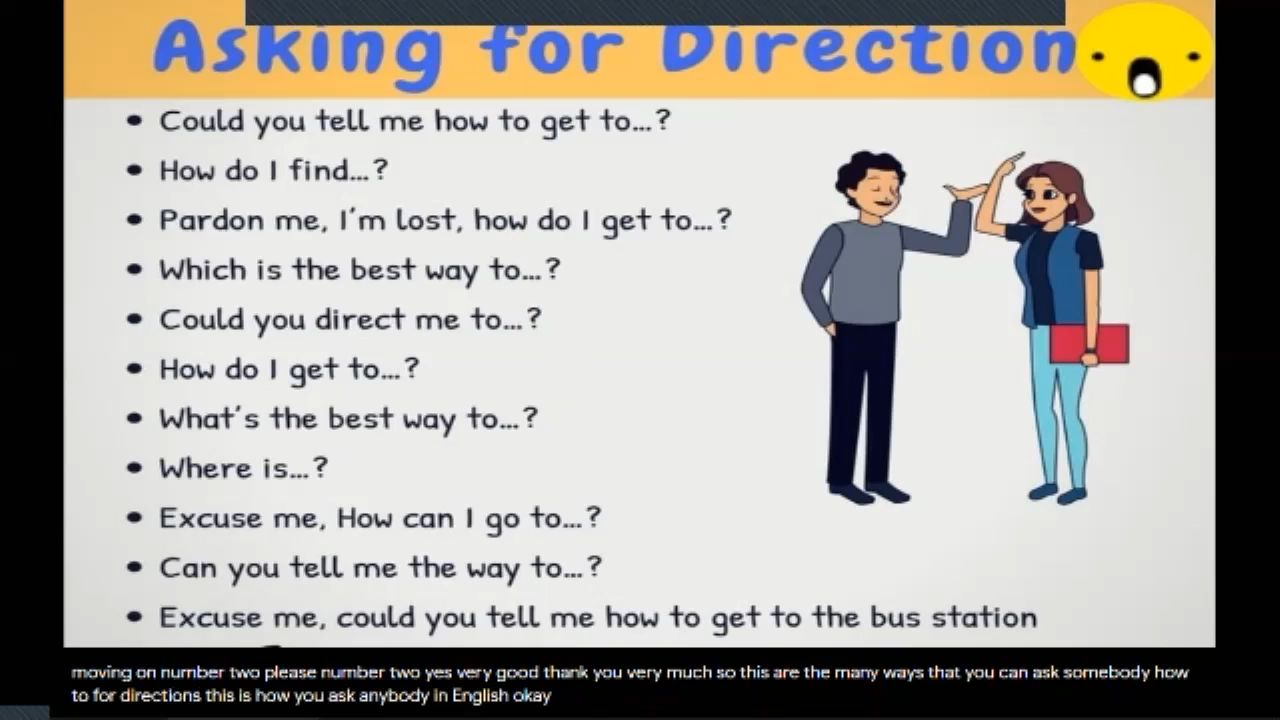 Asking for Direction
• Could you tell me how to get to...?
• How do I find...?
• Pardon me, I'm lost, how do I get to...?
• Which is the best way to...?
• Could you direct me to...?
• How do I get to...?
• What's the best way to...?
• Where is...?
• Excuse me, How can I go to...?
• Can you tell me the way to...?
• Excuse me, could you tell me how to get to the bus station
moving on number two please number two yes very good thank you very much so this are the many ways that you can ask somebody how
to for directions this is how you ask anybody in English okay